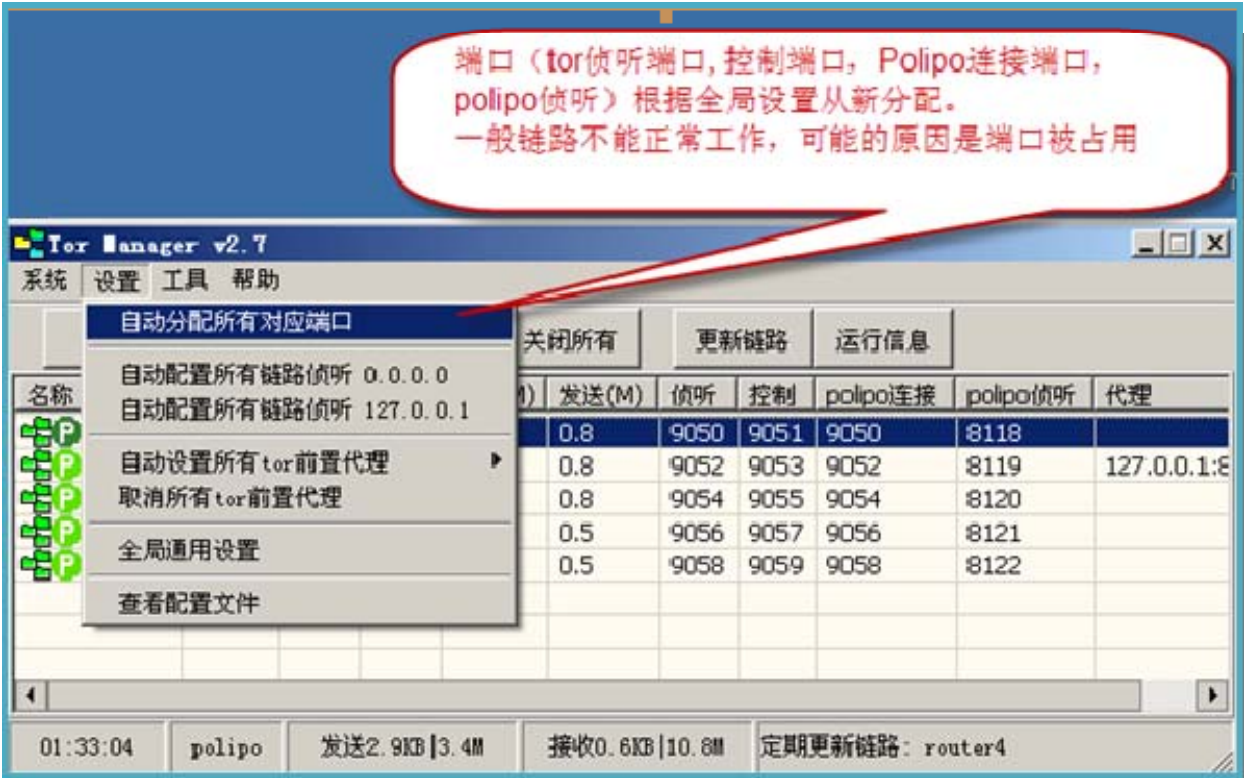 端口（tor侦听端口,控制端口，Polipo连接端口，
polipo侦听）根据全局设置从新分配。
一般链路不能正常工作，可能的原因是端口被占用
Tor Manager v2.7
系统 设置 工具 帮助
自动分配所有对应端口
自动配置所有链路侦听 0.0.0.0
自动配置所有链路侦听 127.0.0.1
自动设置所有tor前置代理
取消所有tor前置代理
全局通用设置
查看配置文件
关闭所有 更新链路 运行信息
名称 发送(M) 侦听 控制 polipo连接 polipo侦听 代理
P 0.8 9050 9051 9050 8118
P 0.8 9052 9053 9052 8119 127.0.0.1:8
P 0.8 9054 9055 9054 8120
P 0.5 9056 9057 9056 8121
P 0.5 9058 9059 9058 8122
01:33:04 polipo 发送2.9KB|3.4M 接收0.6KB|10.8M 定期更新链路: router4